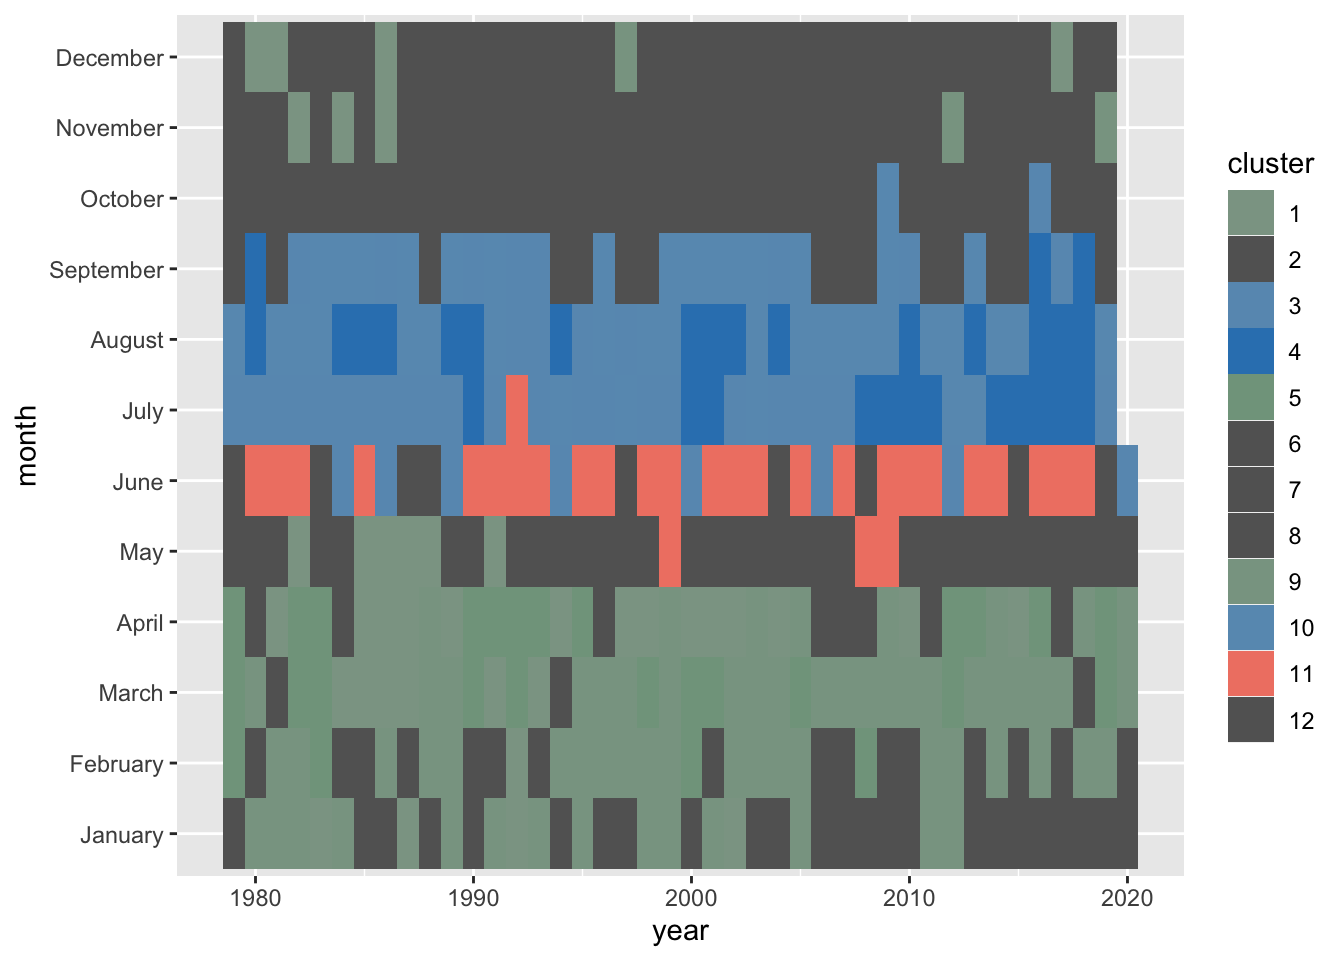 December
November
October
September
August
July
June
May
April
March
February
January
month
1980 1990 2000 2010 2020
year
cluster
1
2
3
4
5
6
7
8
9
10
11
12